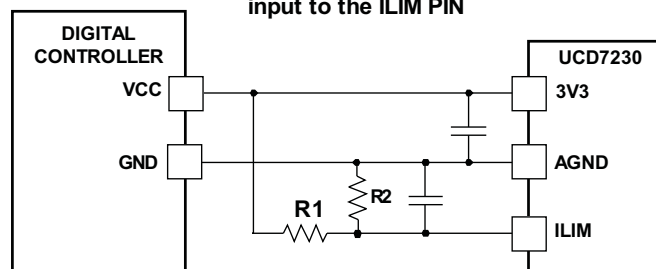 input to the ILIM PIN
DIGITAL
CONTROLLER
UCD7230
VCC
3V3
GND
AGND
R2
R1
ILIM